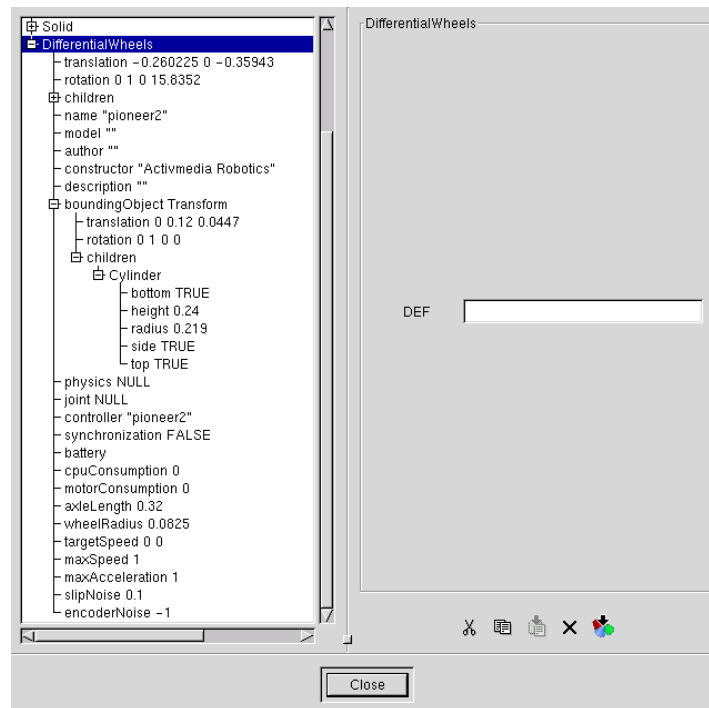 Solid
DifferentialWheels
translation -0.260225 0 -0.35943
rotation 0 1 0 15.8352
children
name "pioneer2"
model ""
author ""
constructor "Activmedia Robotics"
description ""
boundingObject Transform
translation 0 0.12 0.0447
rotation 0 1 0 0
children
Cylinder
bottom TRUE
height 0.24
radius 0.219
side TRUE
top TRUE
physics NULL
joint NULL
controller "pioneer2"
synchronization FALSE
battery
cpuConsumption 0
motorConsumption 0
axleLength 0.32
wheelRadius 0.0825
targetSpeed 0 0
maxSpeed 1
maxAcceleration 1
slipNoise 0.1
encoderNoise -1
DifferentialWheels
DEF
Close